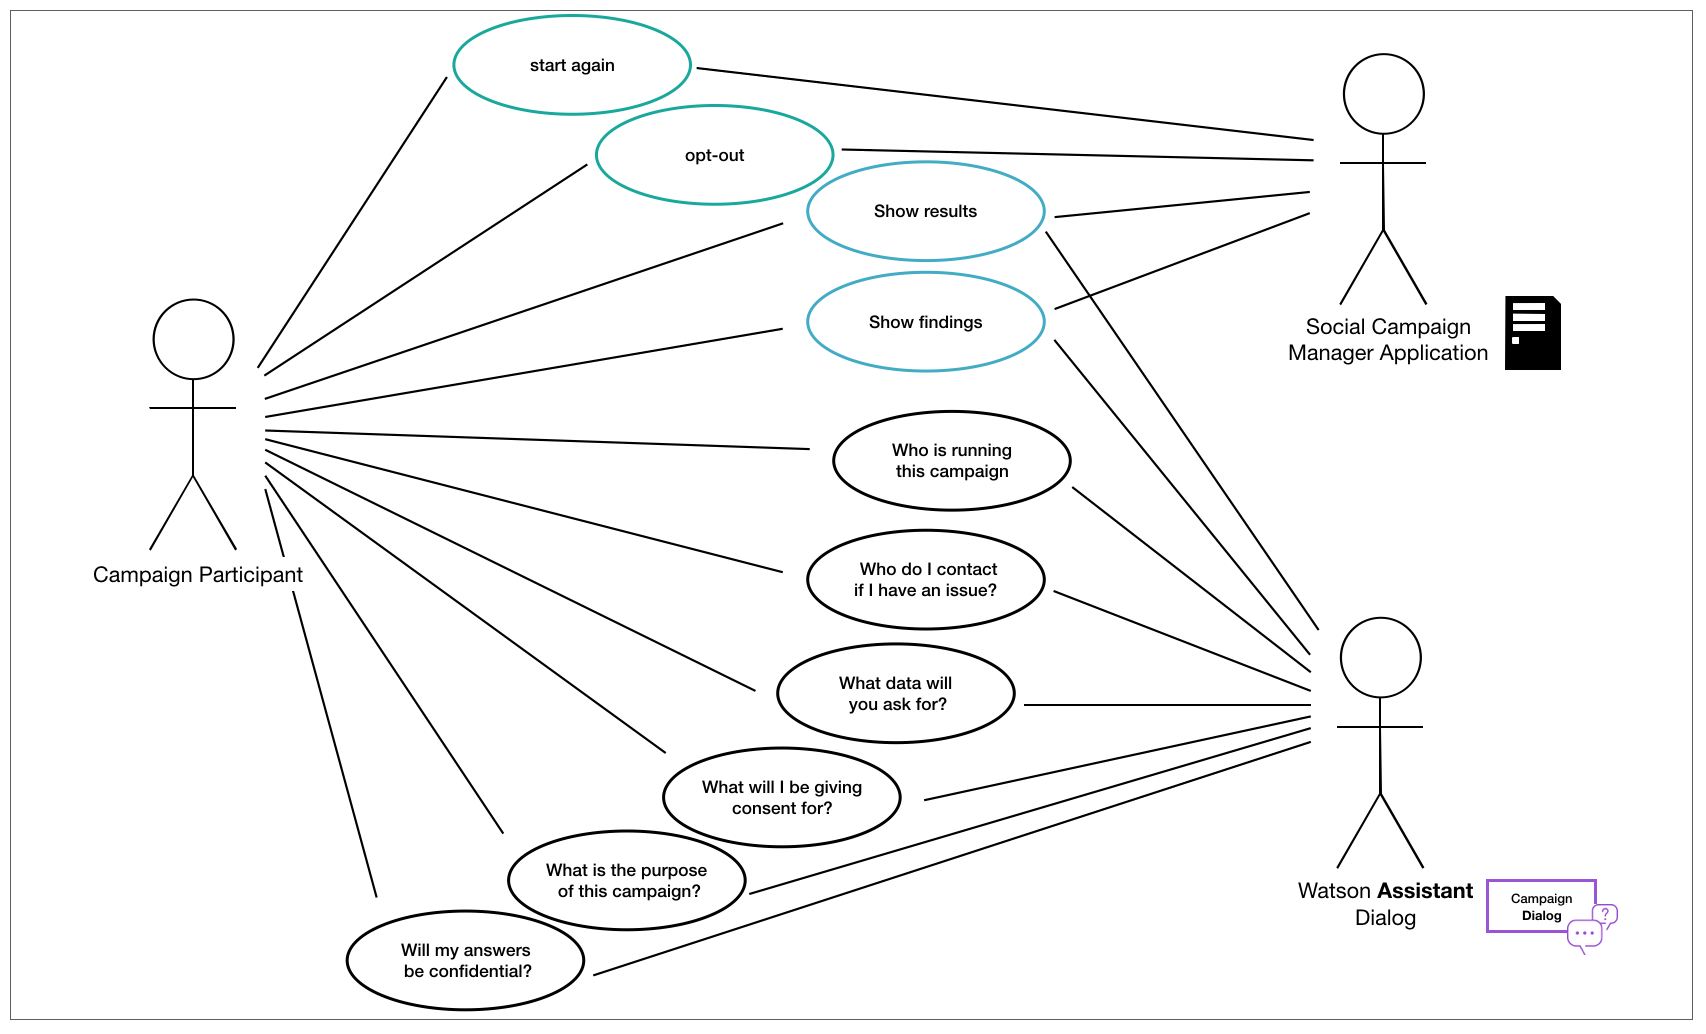 start again
opt-out
Show results
Show findings
Social Campaign
Manager Application
Who is running
this campaign
Campaign Participant
Who do I contact
if I have an issue?
What data will
you ask for?
What will I be giving
consent for?
What is the purpose
of this campaign?
Watson Assistant
Dialog
Campaign
Dialog
?
Will my answers
be confidential?